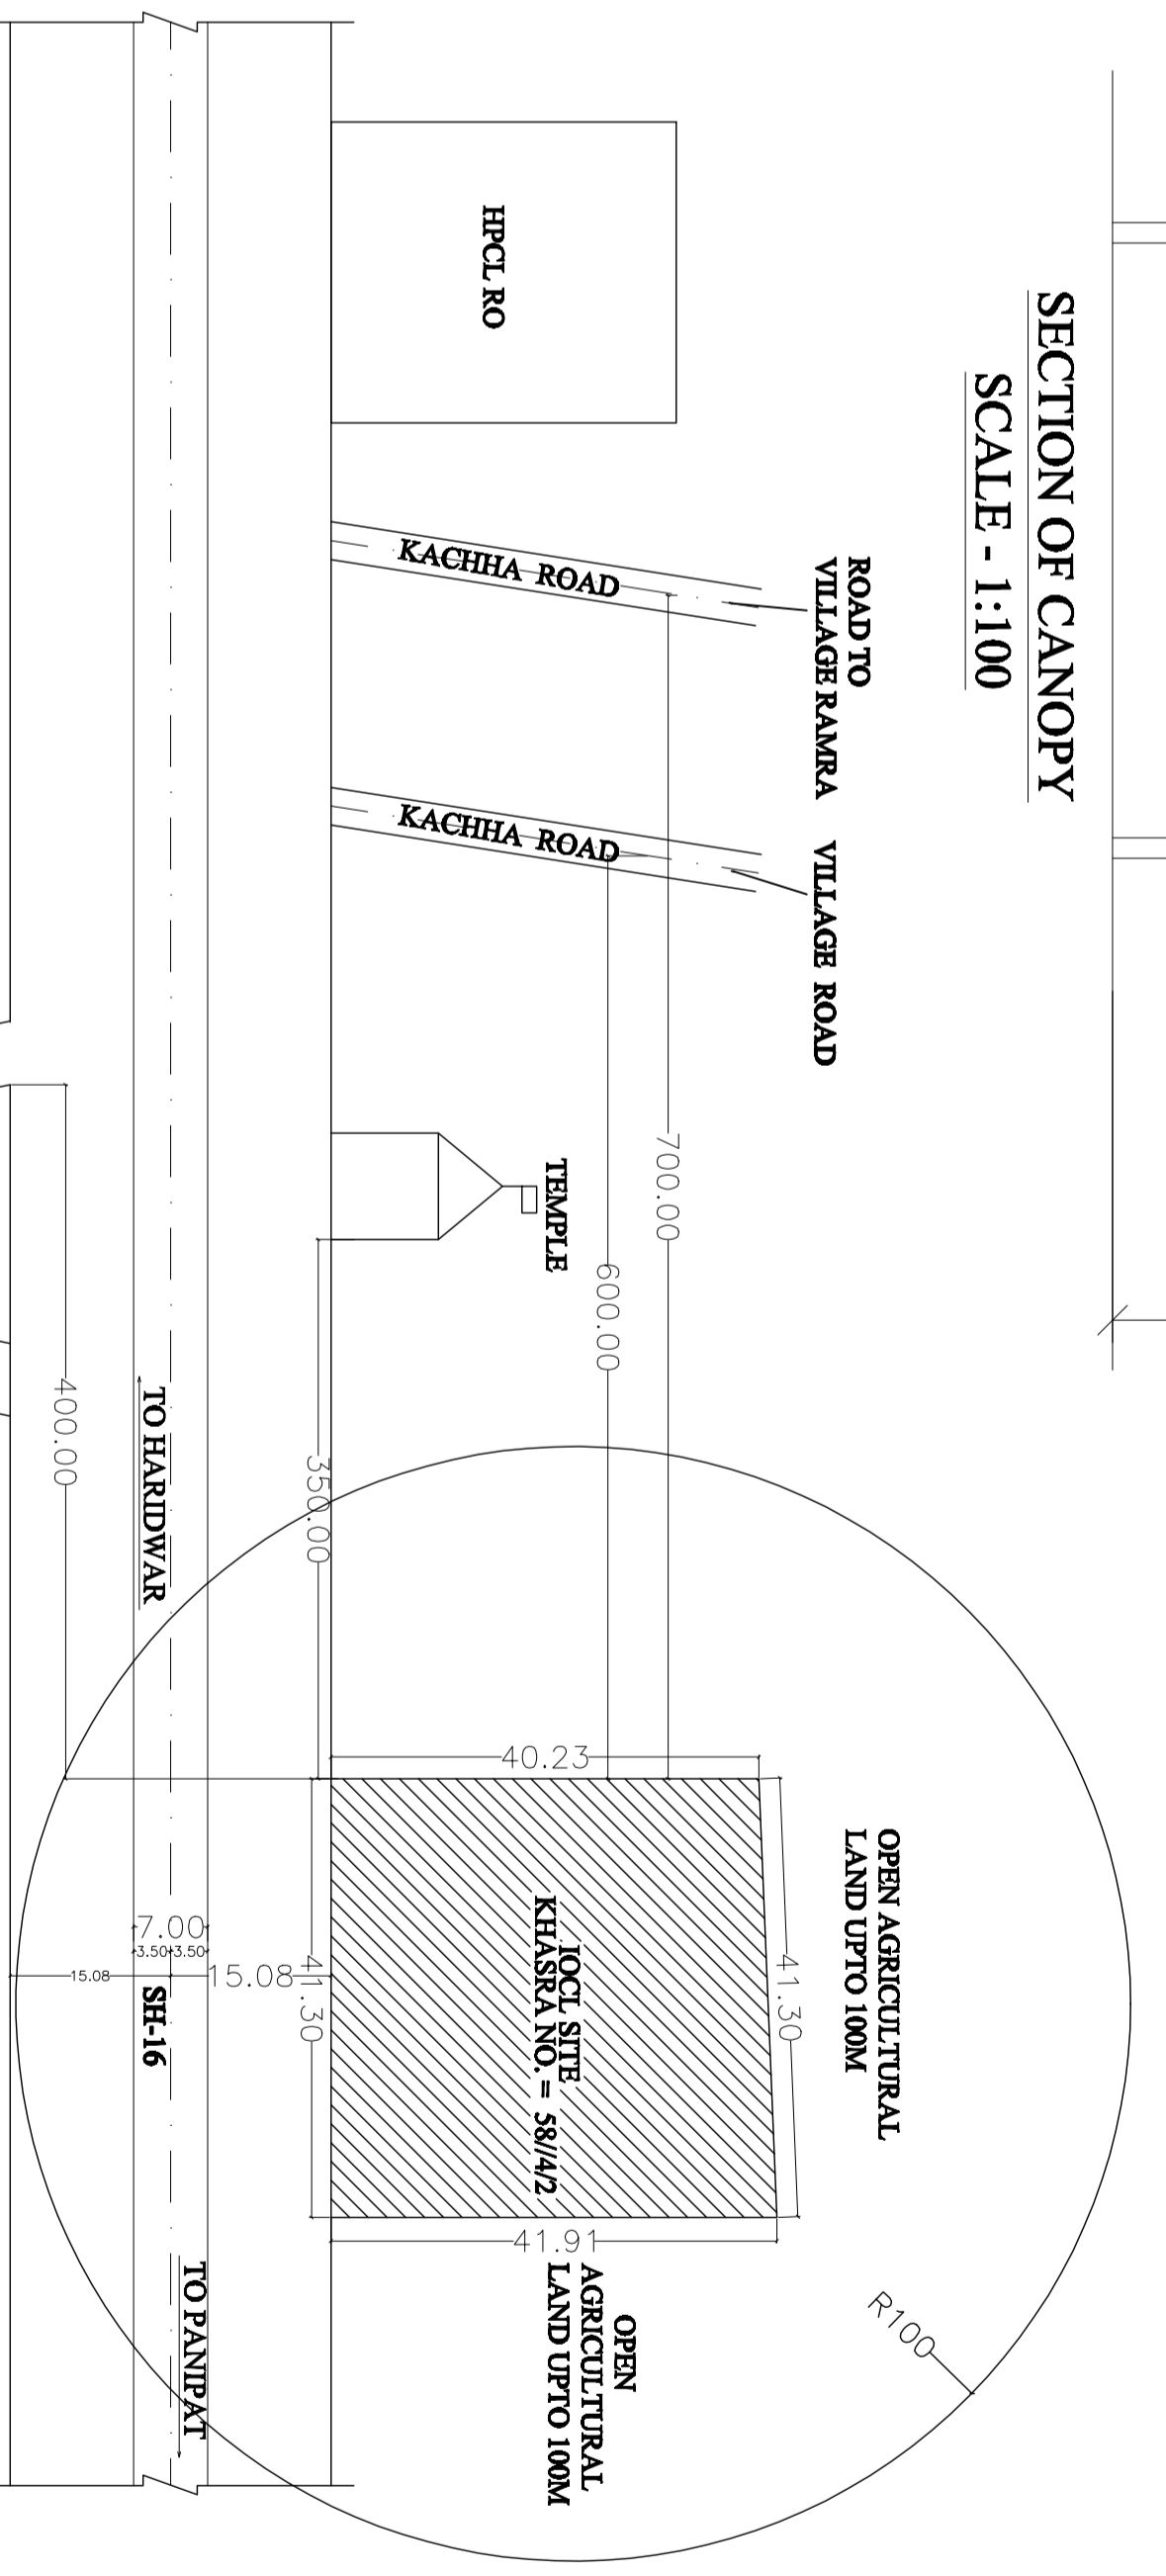 SECTION OF CANOPY
SCALE - 1:100
ROAD TO
VILLAGE RAMRA
VILLAGE ROAD
HPCL RO
KACHHA ROAD
KACHHA ROAD
700.00
600.00
TEMPLE
350.00
400.00
TO HARIDWAR
OPEN AGRICULTURAL
LAND UPTO 100M
40.23
41.30
IOCL SITE
KHASRA NO. = 58//4/2
41.30
41.91
OPEN
AGRICULTURAL
LAND UPTO 100M
R100
7.00
3.50
3.50
15.08
15.08
SH-16
TO PANIPAT